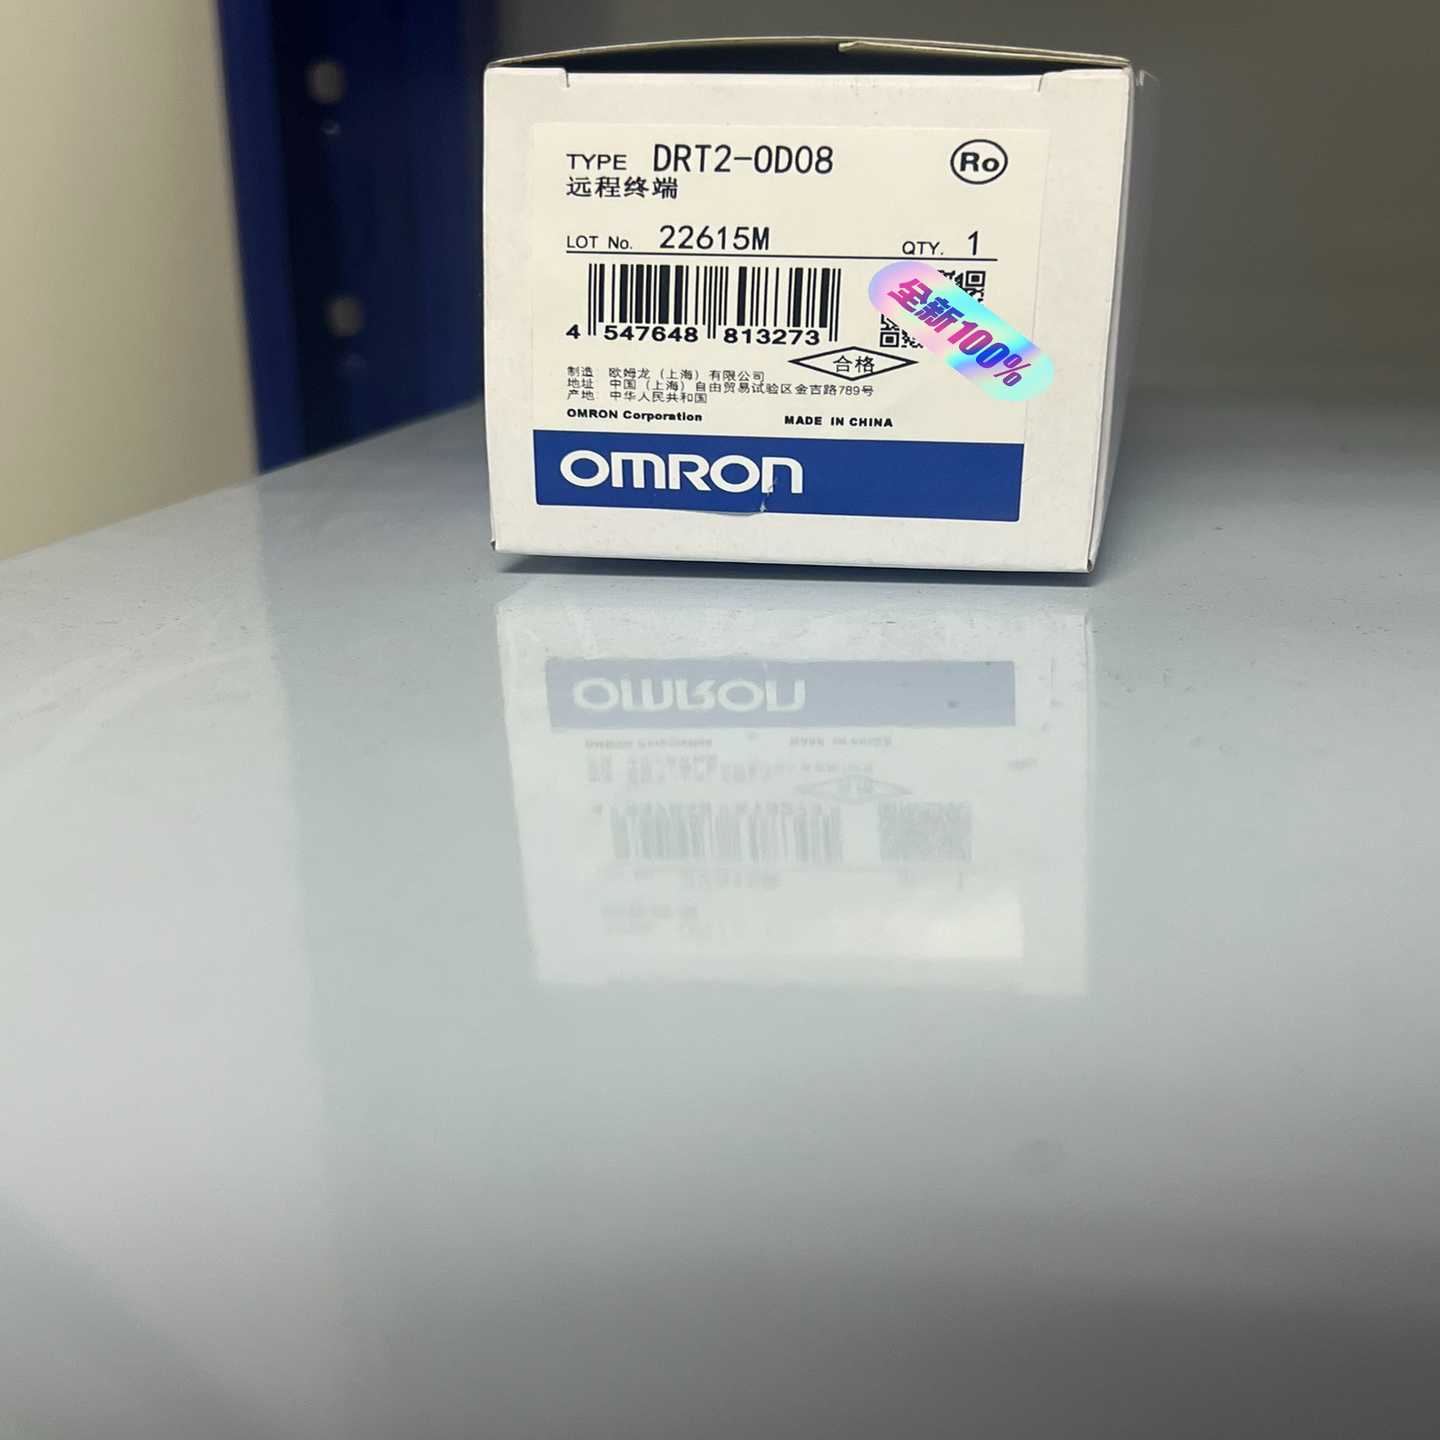 TYPE DRT2-OD08
Ro
远程终端
LOT No. 22615M
QTY. 1
4 547648 813273
全新100%
合格
制造 欧姆龙（上海）有限公司
地址 中国（上海）自由贸易试验区金吉路789号
产地 中华人民共和国
OMRON Corporation
MADE IN CHINA
OMRON